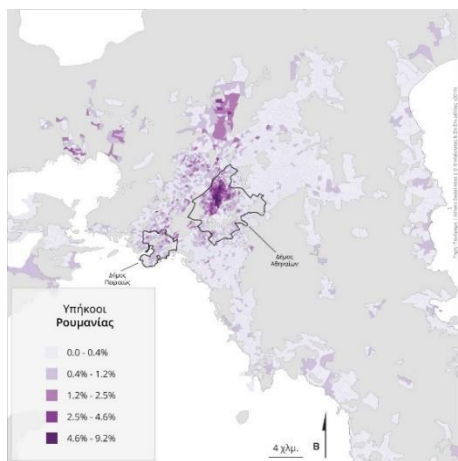 Δήμος
Αθηναίων
Δήμος
Πειραιώς
Υπήκοοι
Ρουμανίας
0.0 - 0.4%
0.4% - 1.2%
1.2% - 2.5%
2.5% - 4.6%
4.6% - 9.2%
4 χλμ.
Β